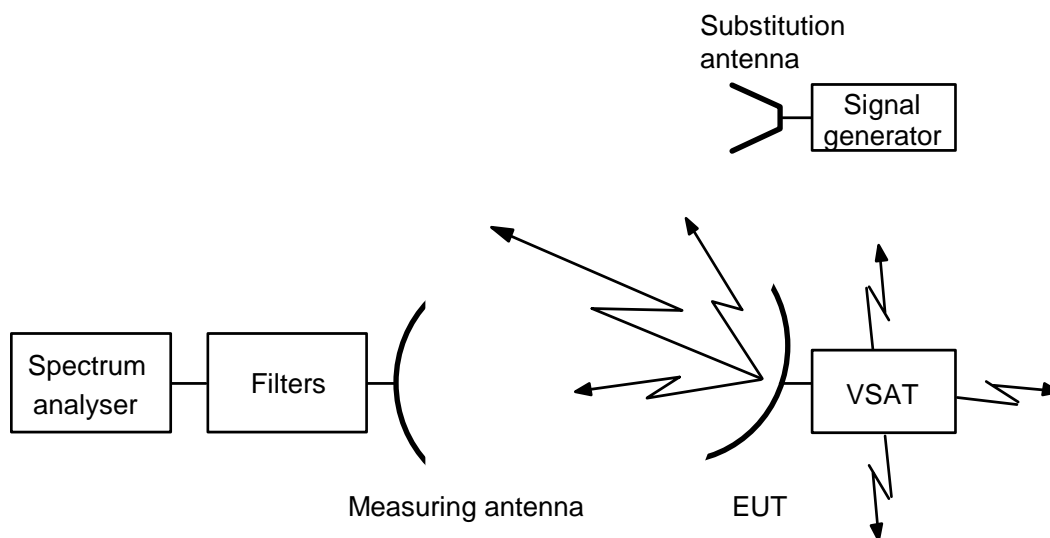 Substitution
antenna
Signal
generator
Spectrum
analyser
Filters
VSAT
Measuring antenna
EUT